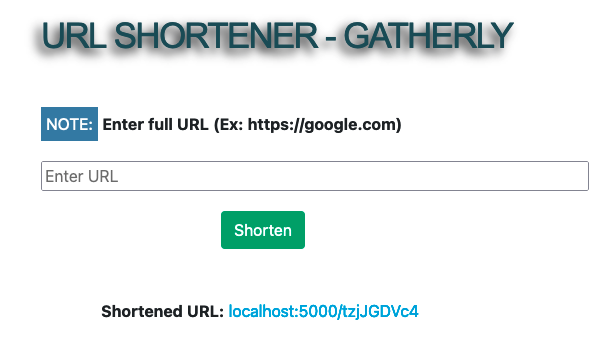 URL SHORTENER - GATHERLY
NOTE: Enter full URL (Ex: https://google.com)
Enter URL
Shorten
Shortened URL: localhost:5000/tzjJGDVc4